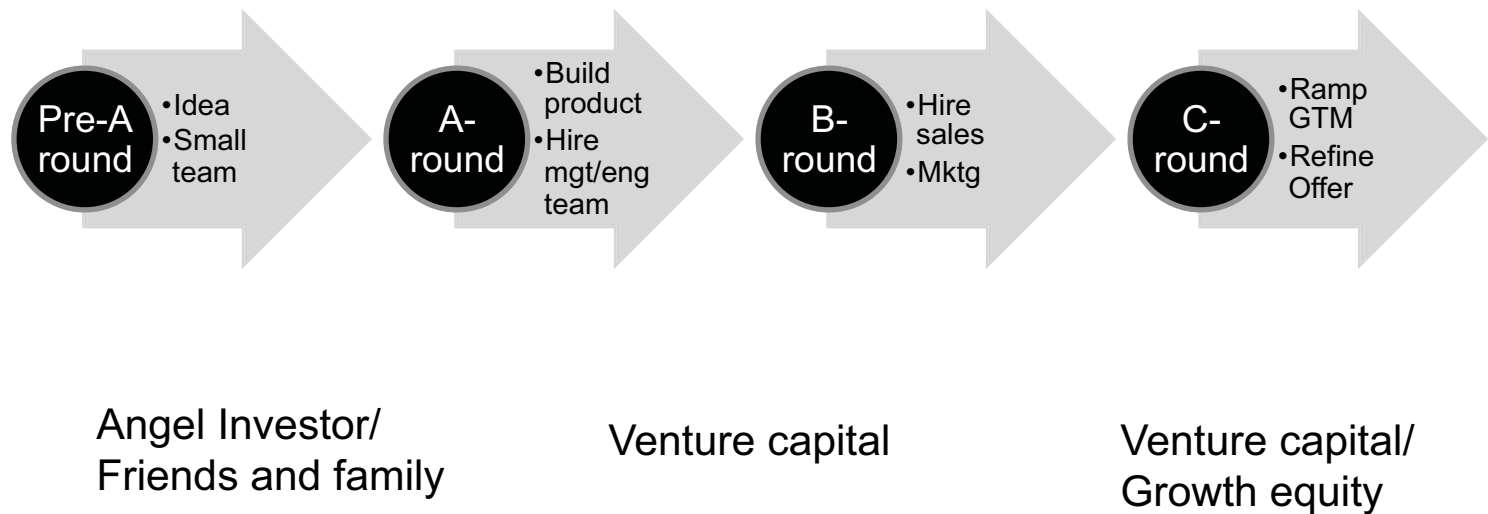 Pre-A
round
•Idea
•Small
team
A-
round
•Build
product
•Hire
mgt/eng
team
B-
round
•Hire
sales
•Mktg
C-
round
•Ramp
GTM
•Refine
Offer
Angel Investor/
Friends and family
Venture capital
Venture capital/
Growth equity